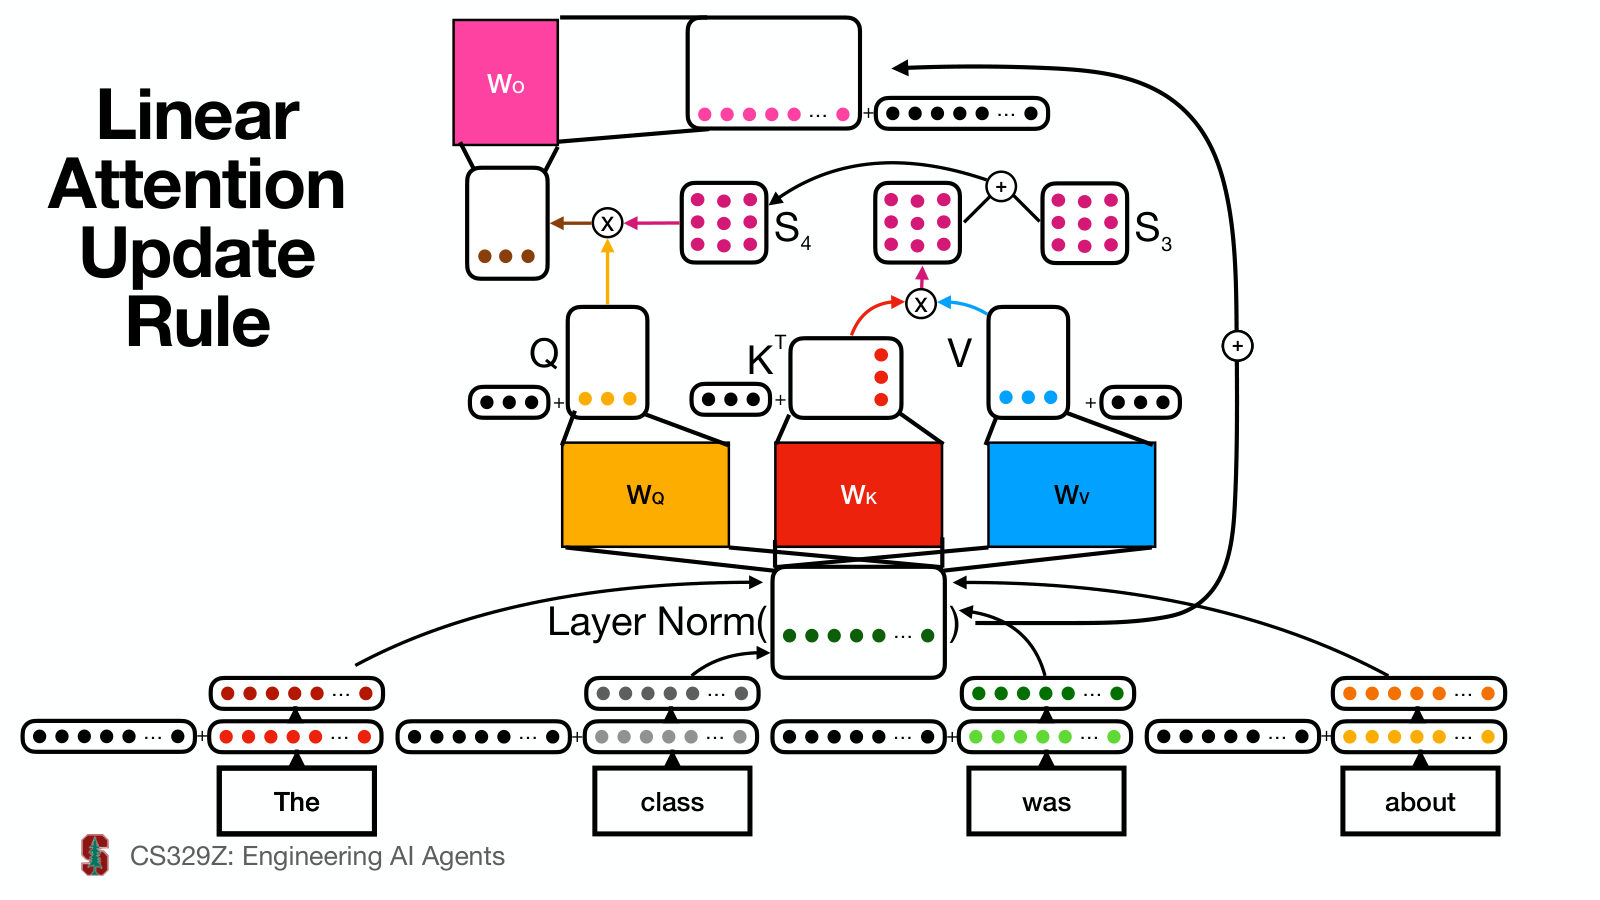 Linear
Attention
Update
Rule
Wo
... + ...
x
S4
+
S3
x
Q
K^T
V
+
+
+
+
WQ
WK
WV
Layer Norm( ... )
... ... ... ...
... + ... ... + ... ... + ... ... + ...
The class was about
CS329Z: Engineering AI Agents